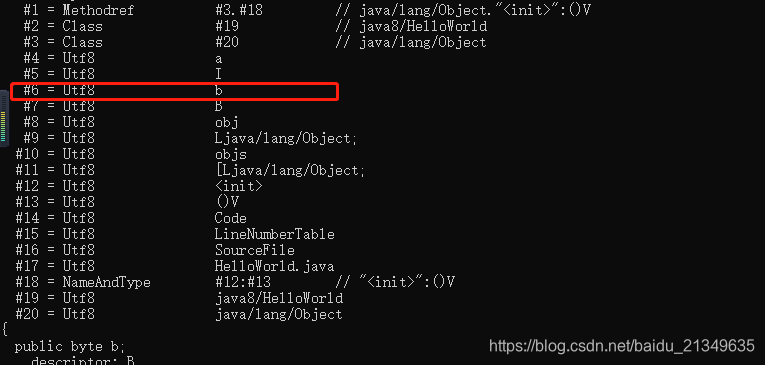 #1 = Methodref #3.#18 // java/lang/Object."<init>":()V
#2 = Class #19 // java8/HelloWorld
#3 = Class #20 // java/lang/Object
#4 = Utf8 a
#5 = Utf8 I
#6 = Utf8 b
#7 = Utf8 B
#8 = Utf8 obj
#9 = Utf8 Ljava/lang/Object;
#10 = Utf8 objs
#11 = Utf8 [Ljava/lang/Object;
#12 = Utf8 <init>
#13 = Utf8 ()V
#14 = Utf8 Code
#15 = Utf8 LineNumberTable
#16 = Utf8 SourceFile
#17 = Utf8 HelloWorld.java
#18 = NameAndType #12:#13 // "<init>":()V
#19 = Utf8 java8/HelloWorld
#20 = Utf8 java/lang/Object
{
public byte b;
descriptor: B
https://blog.csdn.net/baidu_21349635